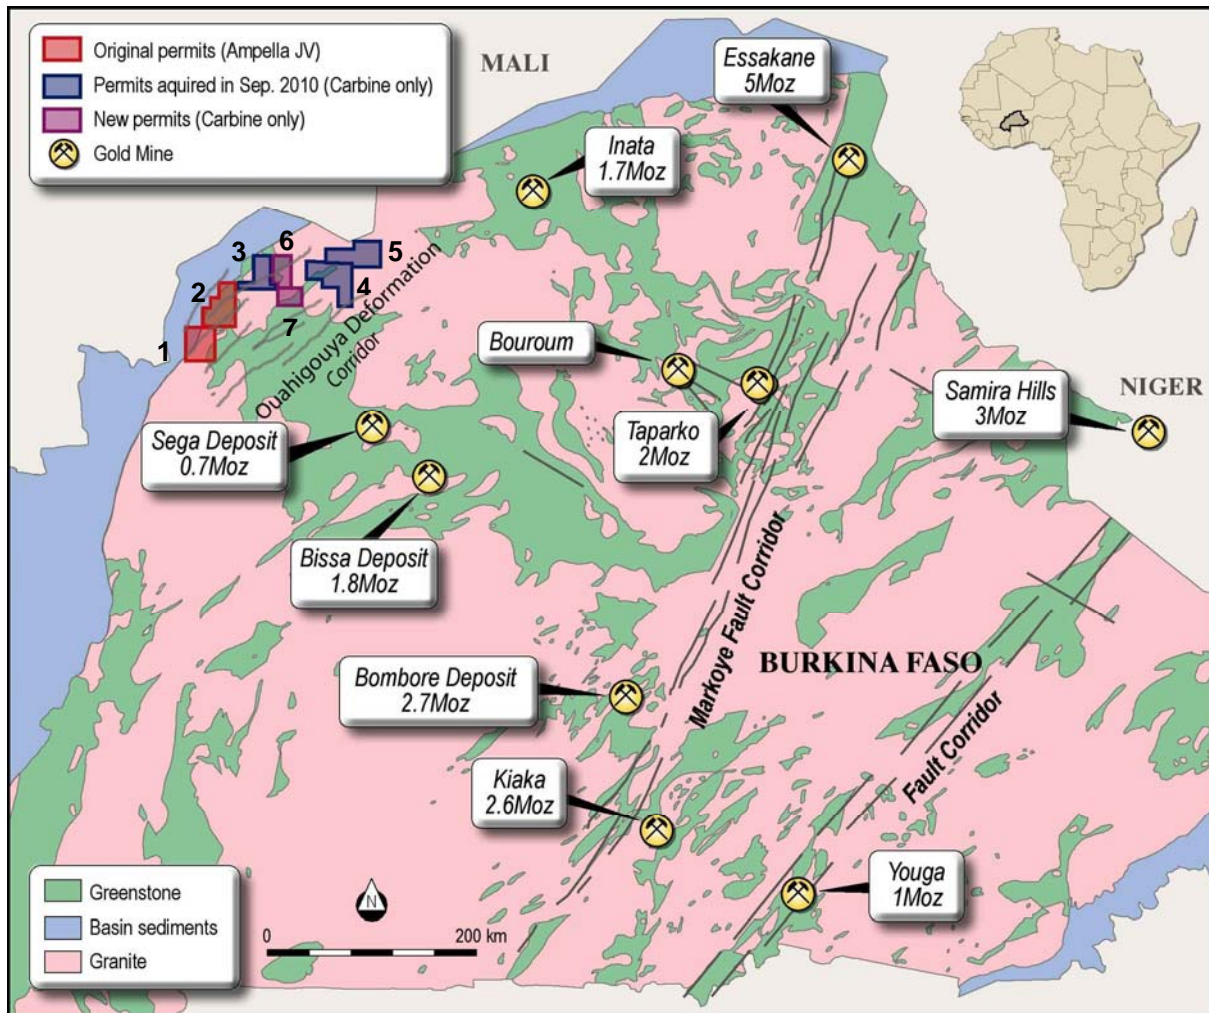 Original permits (Ampella JV)
Permits aquired in Sep. 2010 (Carbine only)
New permits (Carbine only)
Gold Mine
MALI
Essakane
5Moz
Inata
1.7Moz
3
6
5
2
4
7
1
Ouahigouya Deformation
Corridor
Bouroum
Taparko
2Moz
Samira Hills
3Moz
NIGER
Sega Deposit
0.7Moz
Bissa Deposit
1.8Moz
Markoye Fault Corridor
BURKINA FASO
Bombore Deposit
2.7Moz
Fault Corridor
Kiaka
2.6Moz
Youga
1Moz
Greenstone
Basin sediments
Granite
N
0
200 km